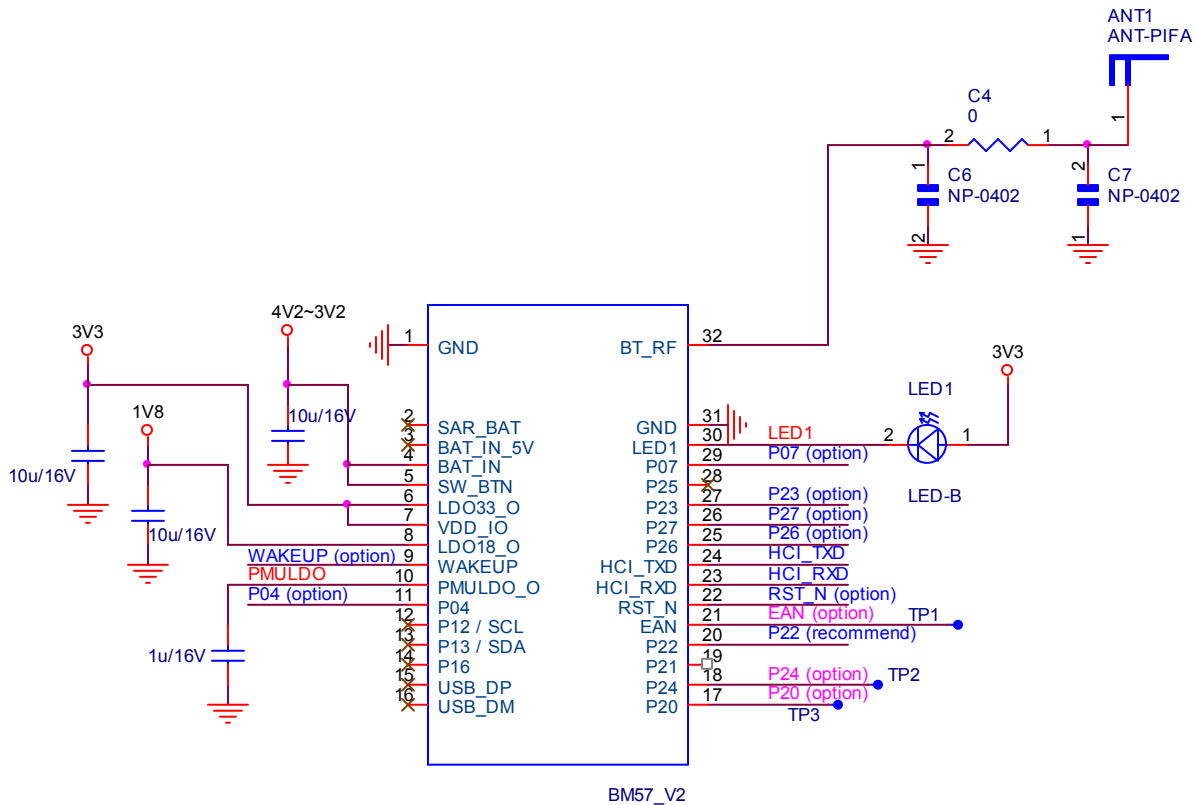 ANT1
ANT-PIFA
C4
0
1
2
1
1
C6
NP-0402
2
2
C7
NP-0402
1
4V2~3V2
3V3
1V8
10u/16V
10u/16V
10u/16V
1 GND
BT_RF 32
3V3
LED1
2
1
LED-B
2 SAR_BAT
3 BAT_IN_5V
4 BAT_IN
5 SW_BTN
6 LDO33_O
7 VDD_IO
8 LDO18_O
WAKEUP (option) 9 WAKEUP
PMULDO 10 PMULDO_O
P04 (option) 11 P04
12 P12 / SCL
13 P13 / SDA
14 P16
15 USB_DP
16 USB_DM
1u/16V
GND 31
LED1 30 LED1
P07 29 P07 (option)
P25 28
P23 27 P23 (option)
P27 26 P27 (option)
P26 25 P26 (option)
HCI_TXD 24 HCI_TXD
HCI_RXD 23 HCI_RXD
RST_N 22 RST_N (option)
EAN 21 EAN (option) TP1
P22 20 P22 (recommend)
P21 19
P24 18 P24 (option) TP2
P20 17 P20 (option)
TP3
BM57_V2